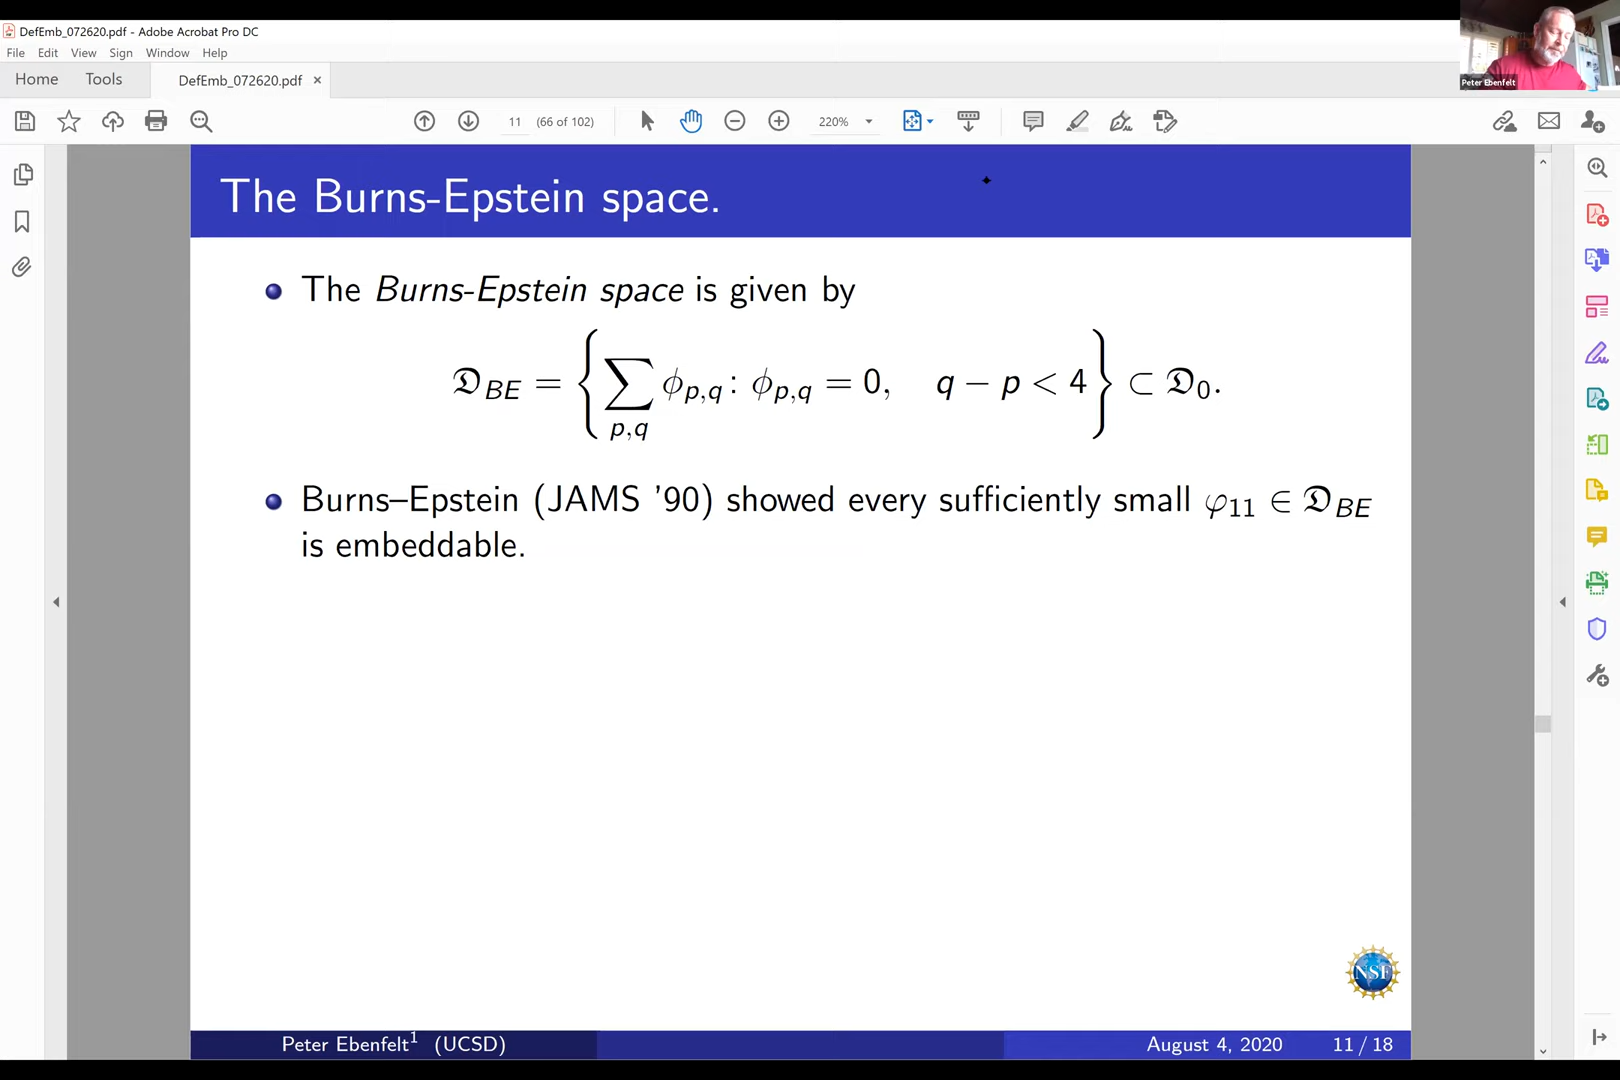 DefEmb_072620.pdf - Adobe Acrobat Pro DC
File Edit View Sign Window Help
Home Tools DefEmb_072620.pdf ×
11 (66 of 102) 220%
Peter Ebenfelt
The Burns-Epstein space.
The Burns-Epstein space is given by
𝔇_{BE} = { ∑_{p,q} ϕ_{p,q} : ϕ_{p,q} = 0, q − p < 4 } ⊂ 𝔇_0.
Burns–Epstein (JAMS '90) showed every sufficiently small φ_{11} ∈ 𝔇_{BE}
is embeddable.
NSF
Peter Ebenfelt¹ (UCSD) August 4, 2020 11 / 18